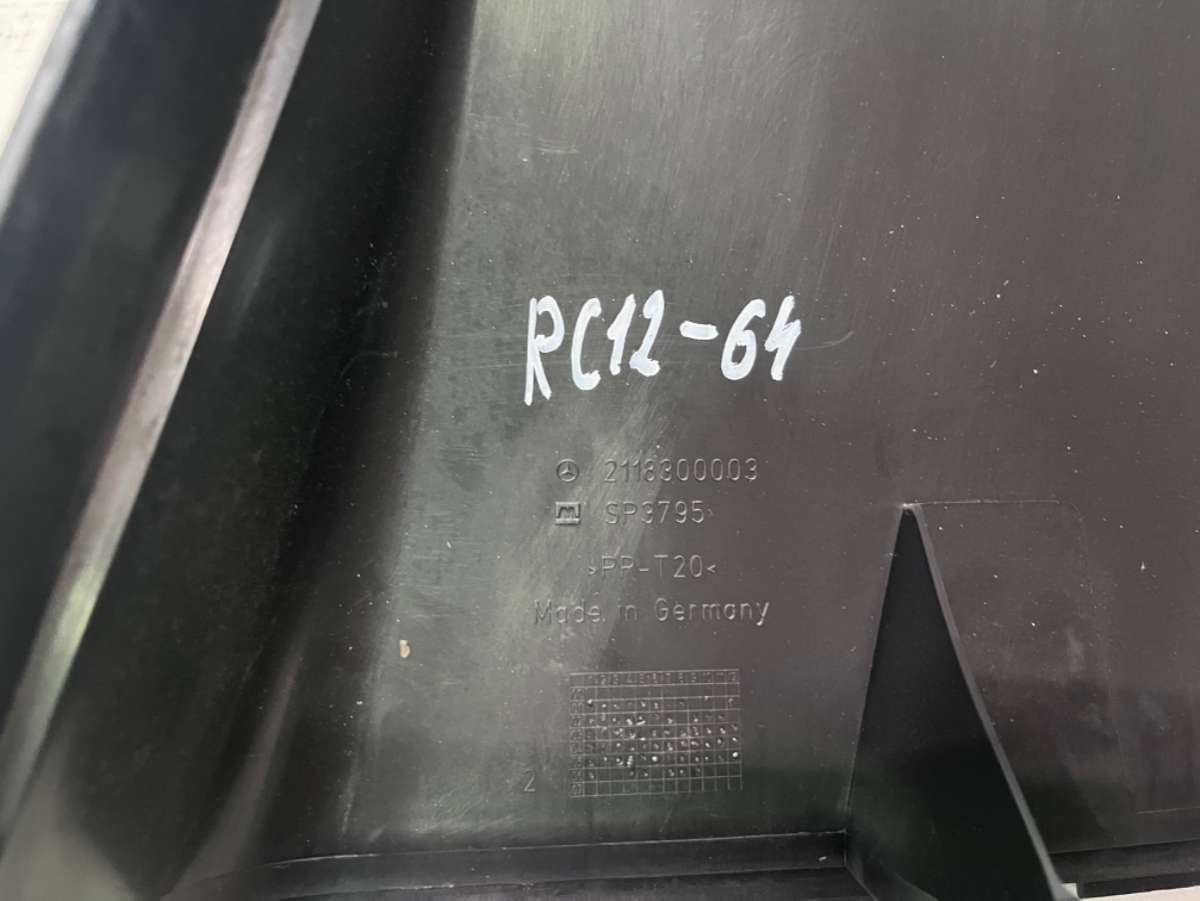 RC12-64
2118300003
SP3795
>PP-T20<
Made in Germany
2